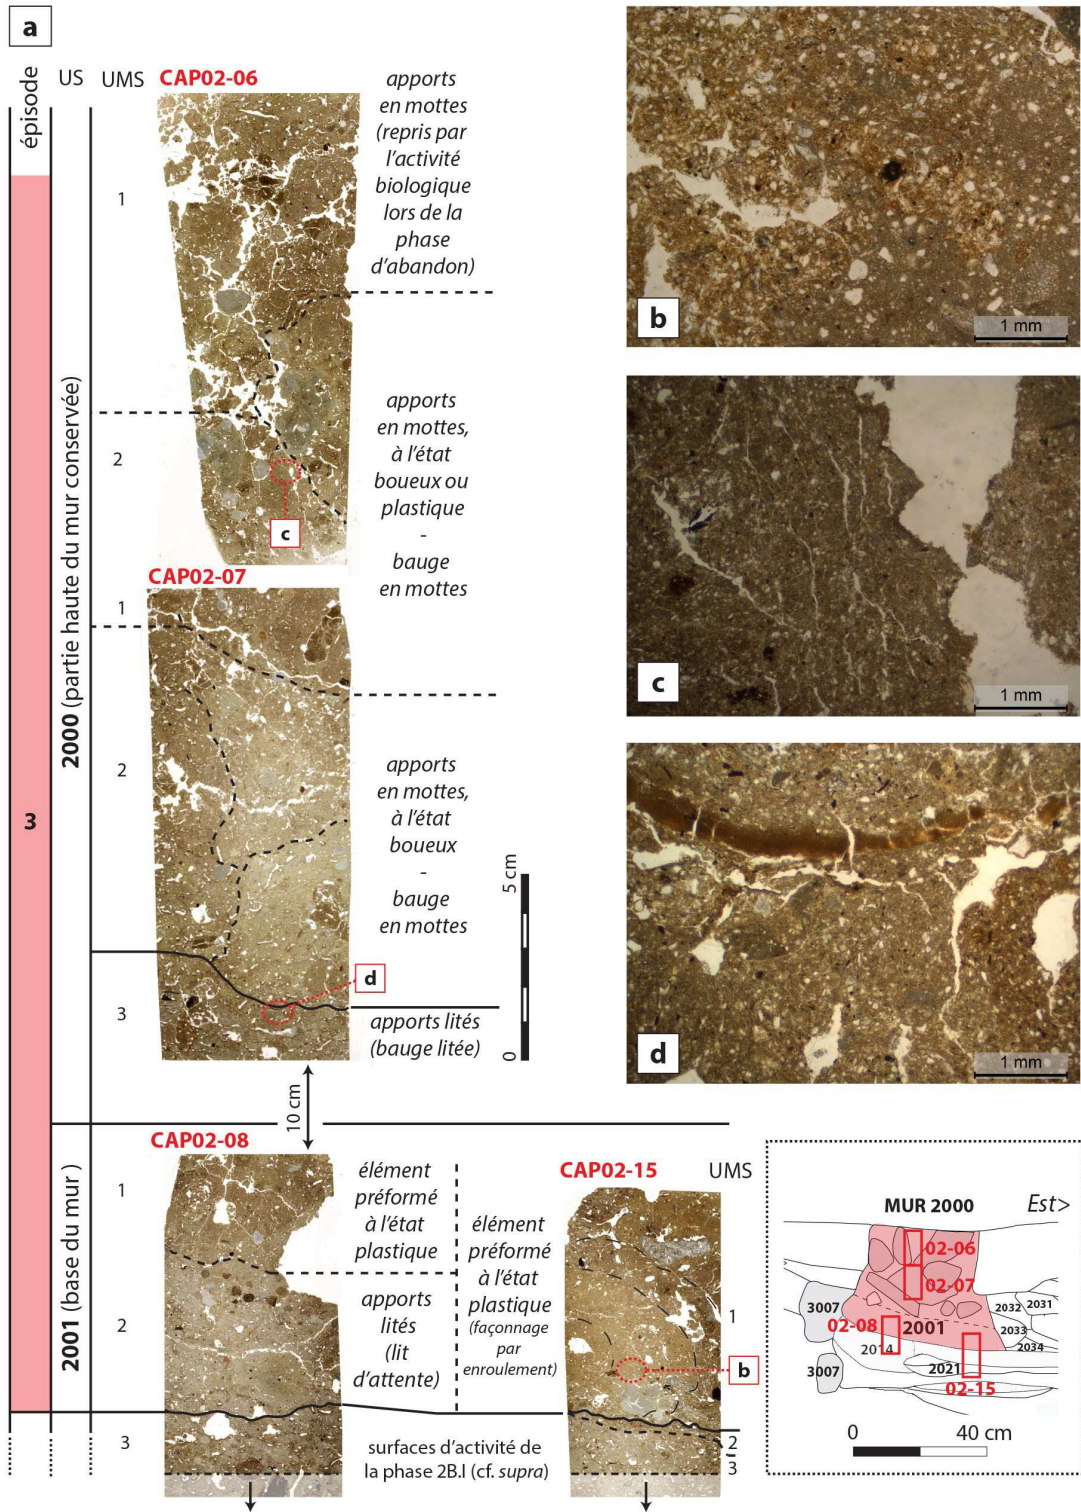 a
épisode
US
UMS
CAP02-06
1
apports
en mottes
(repris par
l'activité
biologique
lors de la
phase
d'abandon)
2
c
apports
en mottes,
à l'état
boueux ou
plastique
-
bauge
en mottes
2000 (partie haute du mur conservée)
CAP02-07
1
2
apports
en mottes,
à l'état
boueux
-
bauge
en mottes
3
d
3
apports lités
(bauge litée)
0
5 cm
10 cm
2001 (base du mur )
CAP02-08
1
élément
préformé
à l'état
plastique
2
apports
lités
(lit
d'attente)
3
élément
préformé
à l'état
plastique
(façonnage
par
enroulement)
CAP02-15
UMS
1
b
2
3
surfaces d'activité de
la phase 2B.I (cf. supra)
b
1 mm
c
1 mm
d
1 mm
MUR 2000
Est>
02-06
02-07
3007
02-08
2001
2032
2031
2033
2034
2014
3007
2021
02-15
0
40 cm